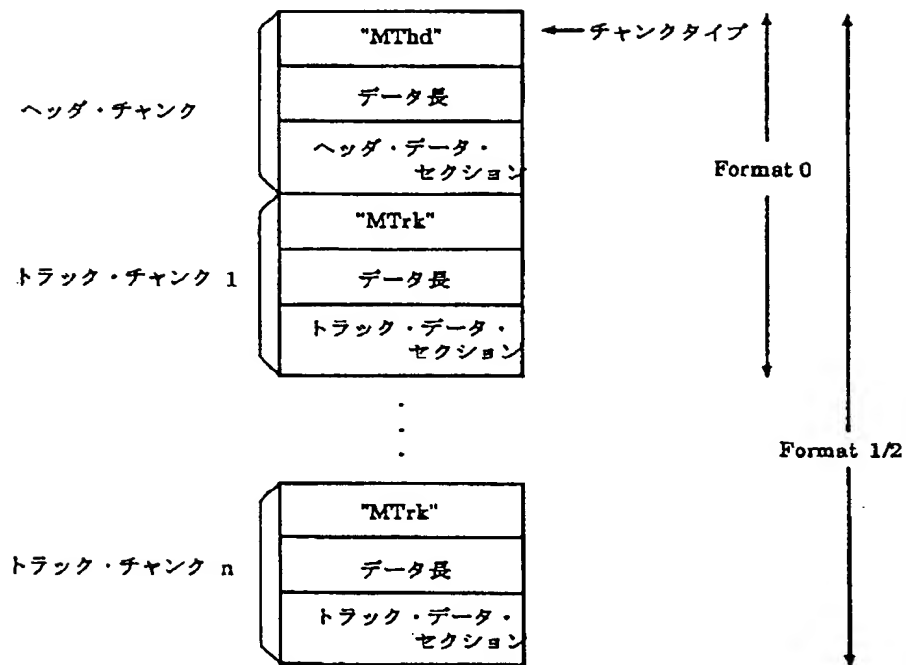 "MThd"
←チャンクタイプ
ヘッダ・チャンク
データ長
ヘッダ・データ・
セクション
Format 0
"MTrk"
トラック・チャンク 1
データ長
トラック・データ・
セクション
Format 1/2
"MTrk"
トラック・チャンク n
データ長
トラック・データ・
セクション